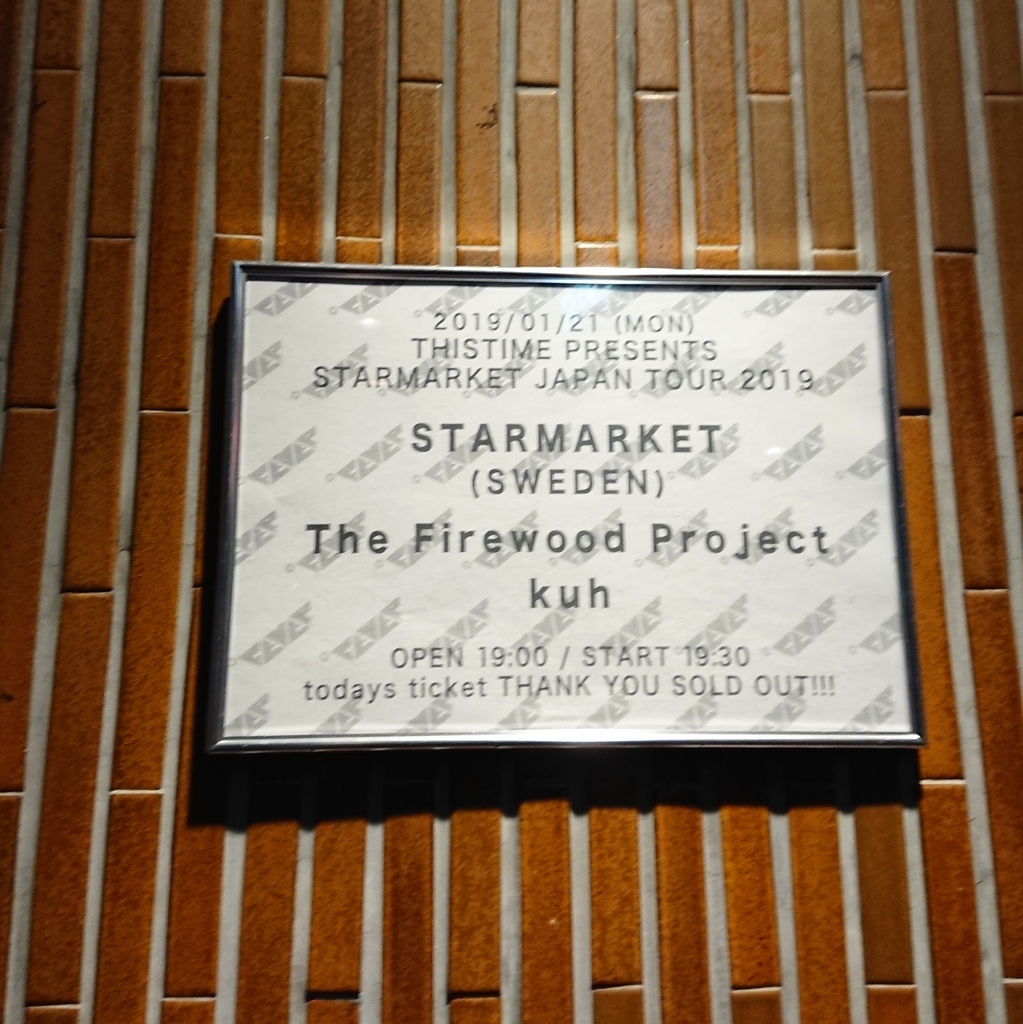 2019/01/21 (MON)
THISTIME PRESENTS
STARMARKET JAPAN TOUR 2019
STARMARKET
(SWEDEN)
The Firewood Project
kuh
OPEN 19:00 / START 19:30
todays ticket THANK YOU SOLD OUT!!!